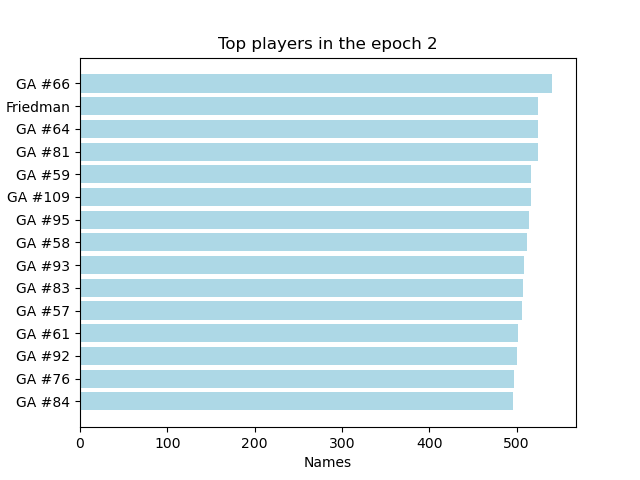 Top players in the epoch 2
GA #66
Friedman
GA #64
GA #81
GA #59
GA #109
GA #95
GA #58
GA #93
GA #83
GA #57
GA #61
GA #92
GA #76
GA #84
0 100 200 300 400 500
Names